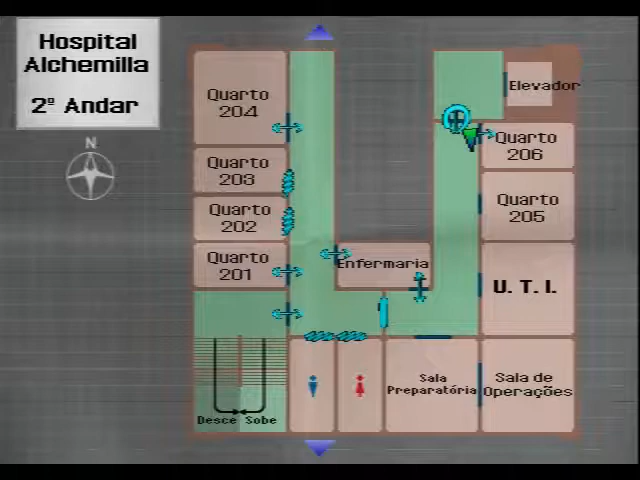 Hospital
Alchemilla
2º Andar
N
Quarto
204
Quarto
203
Quarto
202
Quarto
201
Enfermaria
Elevador
Quarto
206
Quarto
205
U. T. I.
Sala
Preparatória
Sala de
Operações
Desce Sobe